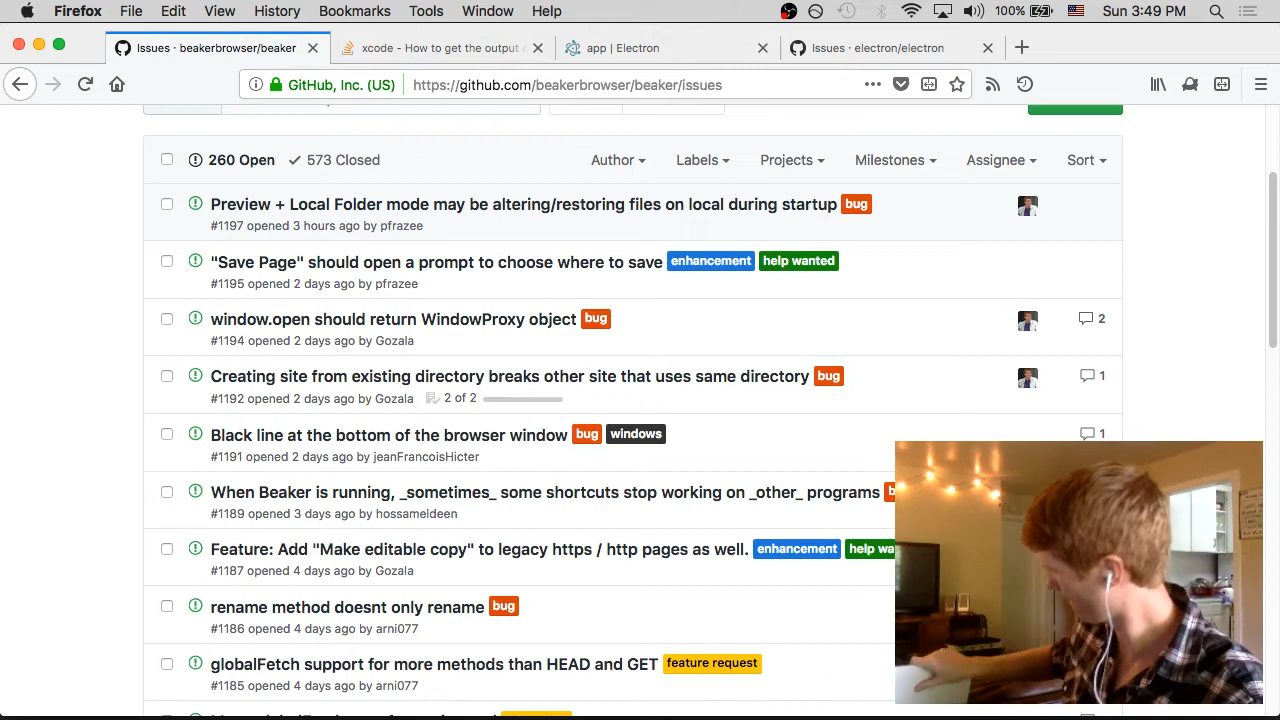 Firefox File Edit View History Bookmarks Tools Window Help 100% Sun 3:49 PM
Issues · beakerbrowser/beaker xcode - How to get the output app | Electron Issues · electron/electron
GitHub, Inc. (US) https://github.com/beakerbrowser/beaker/issues
260 Open 573 Closed Author Labels Projects Milestones Assignee Sort
Preview + Local Folder mode may be altering/restoring files on local during startup bug
#1197 opened 3 hours ago by pfrazee
"Save Page" should open a prompt to choose where to save enhancement help wanted
#1195 opened 2 days ago by pfrazee
window.open should return WindowProxy object bug 2
#1194 opened 2 days ago by Gozala
Creating site from existing directory breaks other site that uses same directory bug 1
#1192 opened 2 days ago by Gozala 2 of 2
Black line at the bottom of the browser window bug windows 1
#1191 opened 2 days ago by jeanFrancoisHicter
When Beaker is running, _sometimes_ some shortcuts stop working on _other_ programs
#1189 opened 3 days ago by hossameldeen
Feature: Add "Make editable copy" to legacy https / http pages as well. enhancement help wa
#1187 opened 4 days ago by Gozala
rename method doesnt only rename bug
#1186 opened 4 days ago by arni077
globalFetch support for more methods than HEAD and GET feature request
#1185 opened 4 days ago by arni077